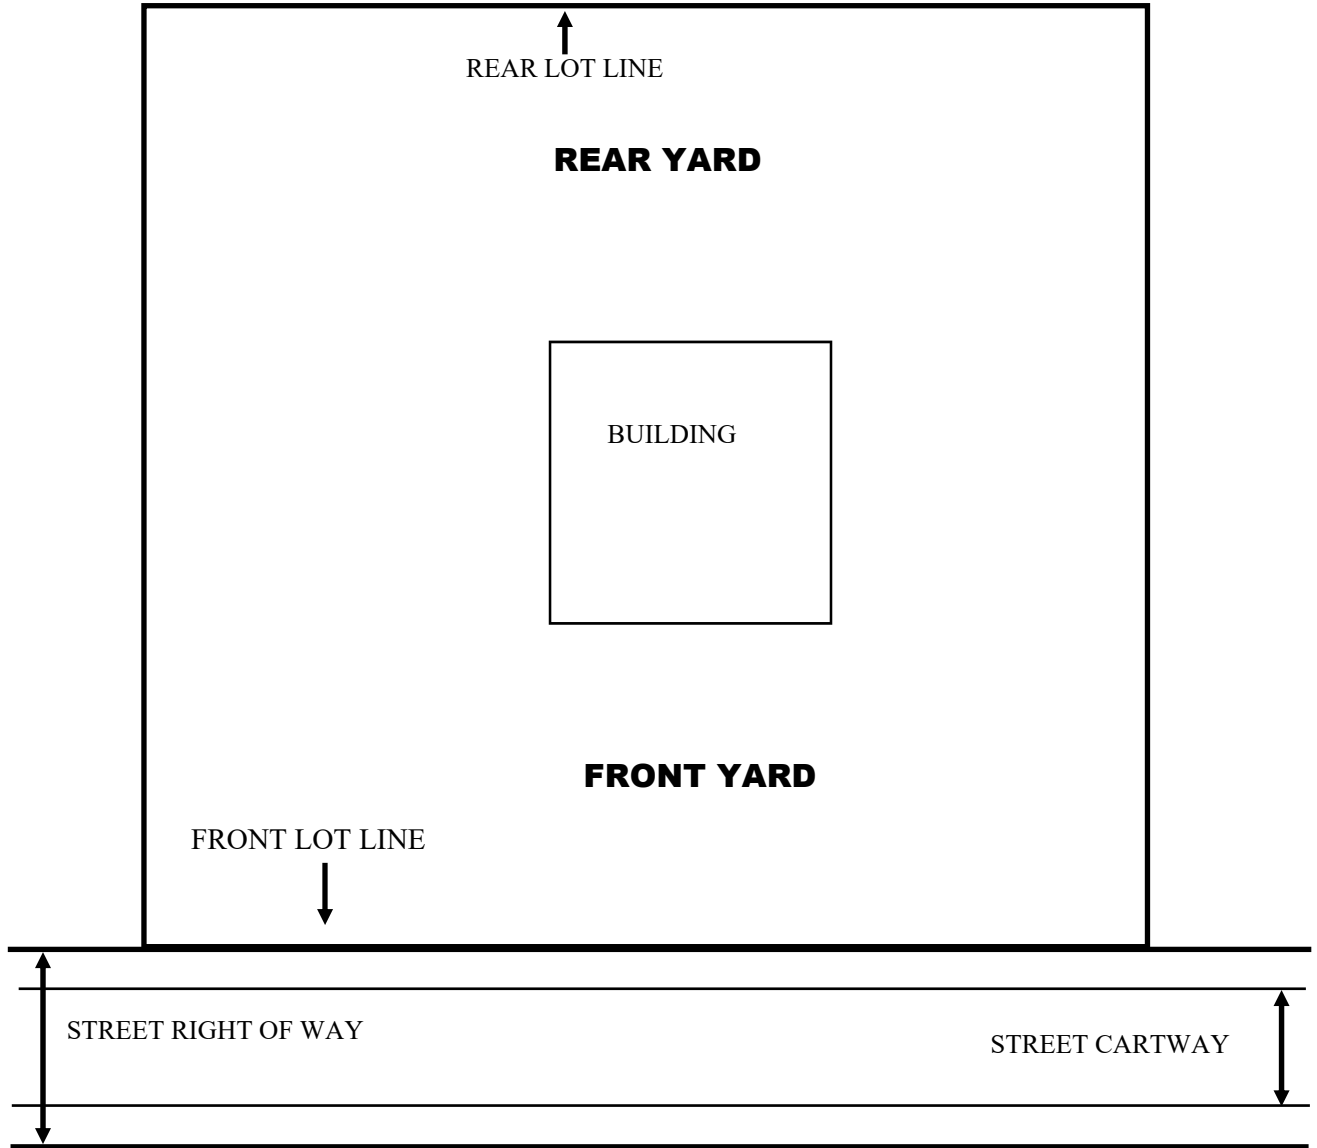 REAR LOT LINE
REAR YARD
BUILDING
FRONT YARD
FRONT LOT LINE
STREET RIGHT OF WAY
STREET CARTWAY